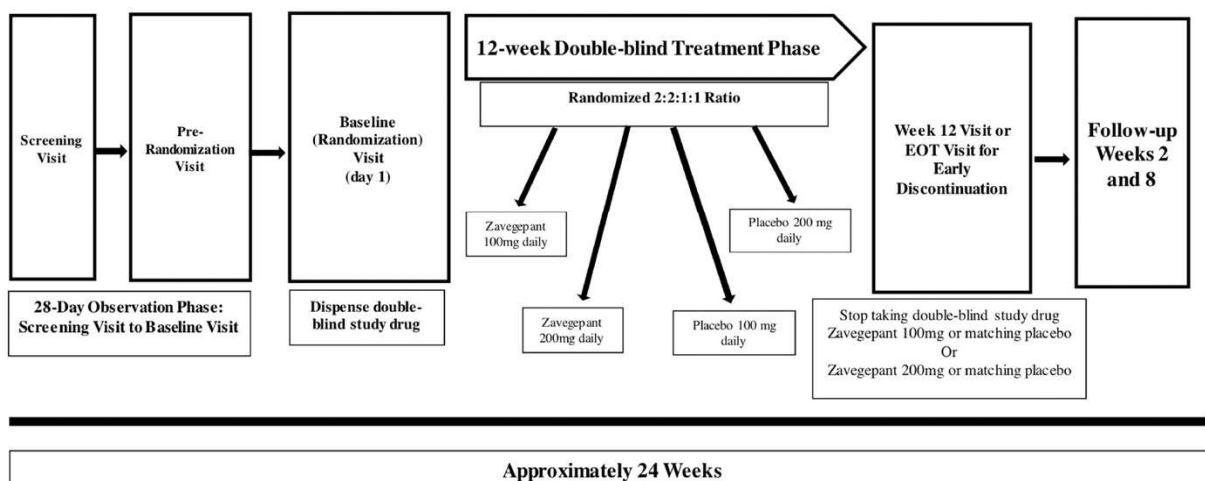 Screening
Visit
Pre-
Randomization
Visit
28-Day Observation Phase:
Screening Visit to Baseline Visit
Baseline
(Randomization)
Visit
(day 1)
Dispense double-
blind study drug
12-week Double-blind Treatment Phase
Randomized 2:2:1:1 Ratio
Zavegepant
100mg daily
Zavegepant
200mg daily
Placebo 100 mg
daily
Placebo 200 mg
daily
Week 12 Visit or
EOT Visit for
Early
Discontinuation
Stop taking double-blind study drug
Zavegepant 100mg or matching placebo
Or
Zavegepant 200mg or matching placebo
Follow-up
Weeks 2
and 8
Approximately 24 Weeks